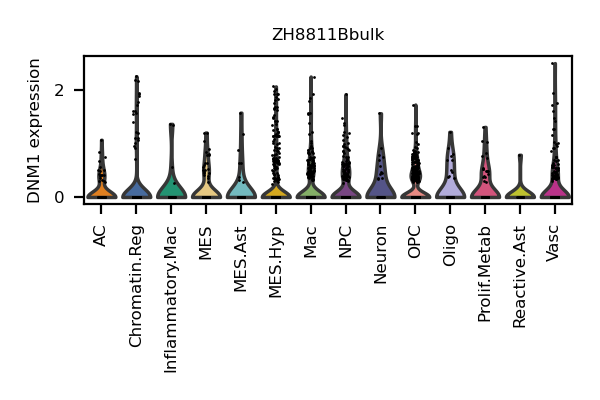 ZH8811Bbulk
DNM1 expression
2
0
AC
Chromatin.Reg
Inflammatory.Mac
MES
MES.Ast
MES.Hyp
Mac
NPC
Neuron
OPC
Oligo
Prolif.Metab
Reactive.Ast
Vasc